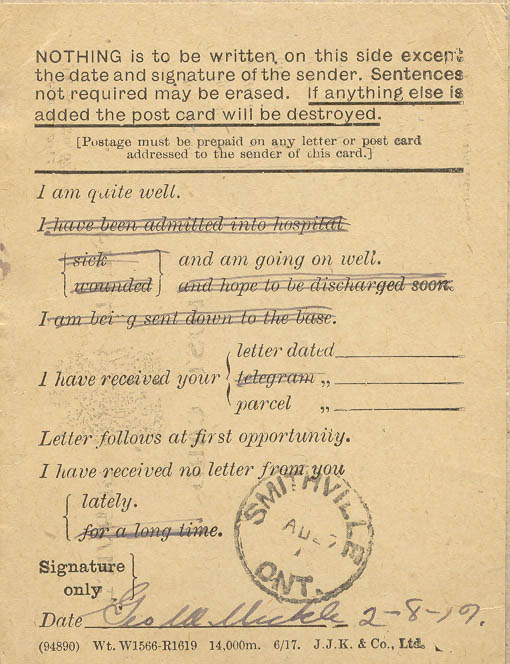 NOTHING is to be written on this side except
the date and signature of the sender. Sentences
not required may be erased. If anything else is
added the post card will be destroyed.
[Postage must be prepaid on any letter or post card
addressed to the sender of this card.]
I am quite well.
I have been admitted into hospital
sick
and am going on well.
wounded
and hope to be discharged soon.
I am being sent down to the base.
I have received your
letter dated
telegram „
parcel „
Letter follows at first opportunity.
I have received no letter from you
lately.
for a long time.
SMITHVILLE
AU 27
ONT.
Signature
only
Date Geo M. Mickle 2-8-17.
(94890) Wt. W1566-R1619 14,000m. 6/17. J.J.K. & Co., Ltd.